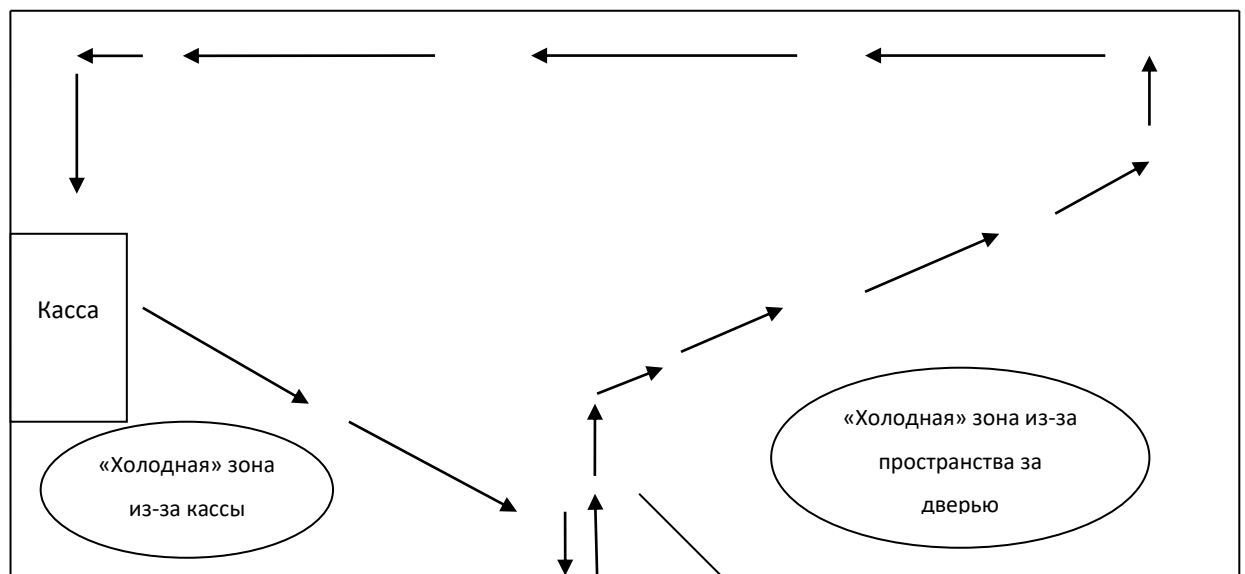 Касса
«Холодная» зона
из-за кассы
«Холодная» зона из-за
пространства за
дверью